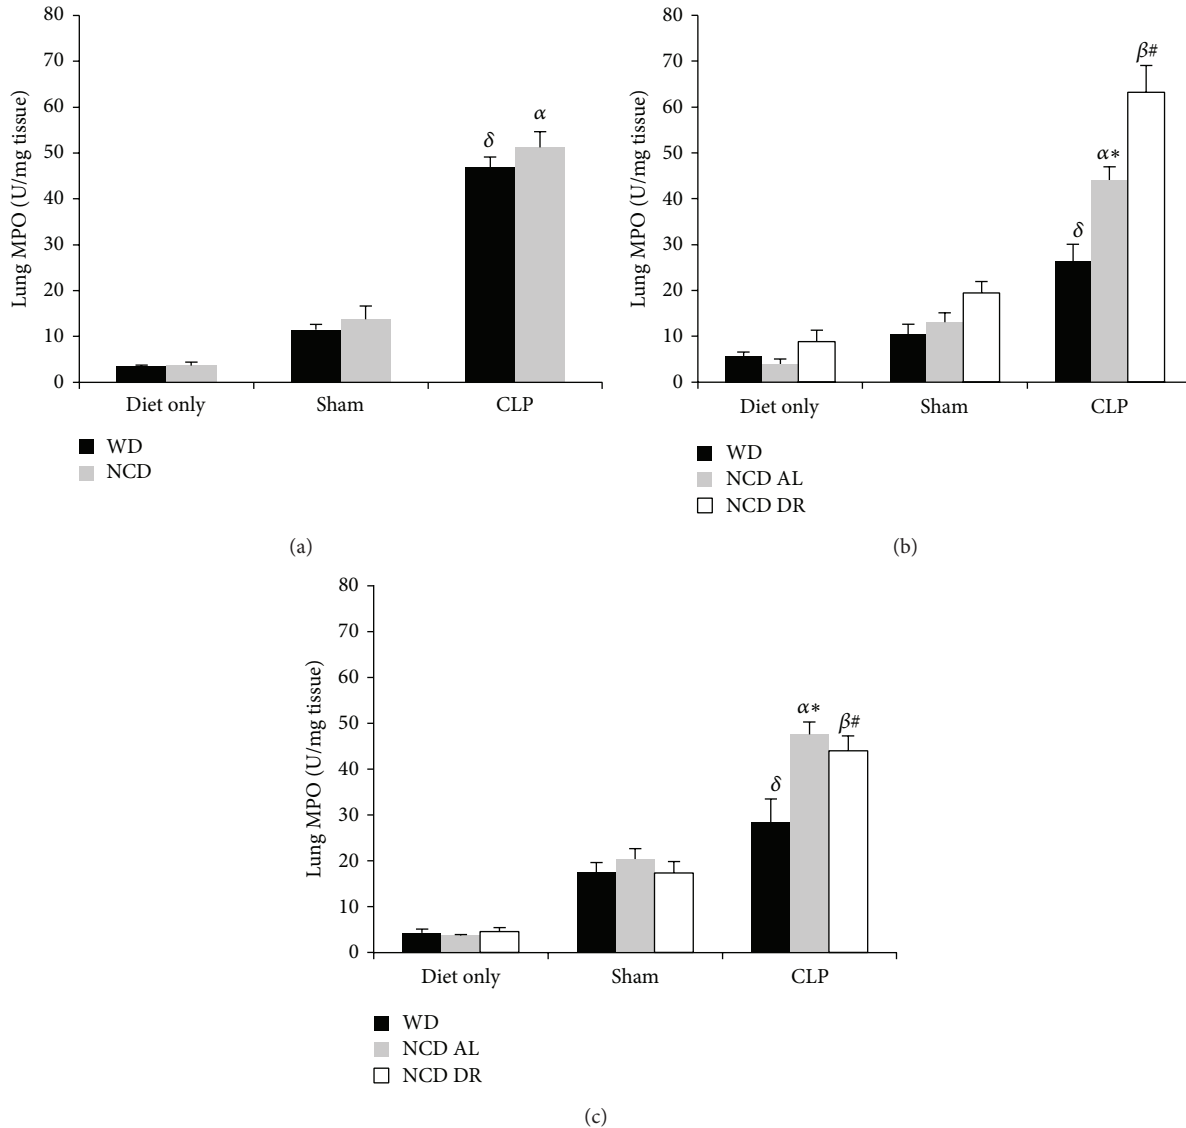 80
70
60
50
40
30
20
10
0
Lung MPO (U/mg tissue)
δ
α
Diet only
Sham
CLP
WD
NCD
(a)
80
70
60
50
40
30
20
10
0
Lung MPO (U/mg tissue)
δ
α*
β#
Diet only
Sham
CLP
WD
NCD AL
NCD DR
(b)
80
70
60
50
40
30
20
10
0
Lung MPO (U/mg tissue)
δ
α*
β#
Diet only
Sham
CLP
WD
NCD AL
NCD DR
(c)